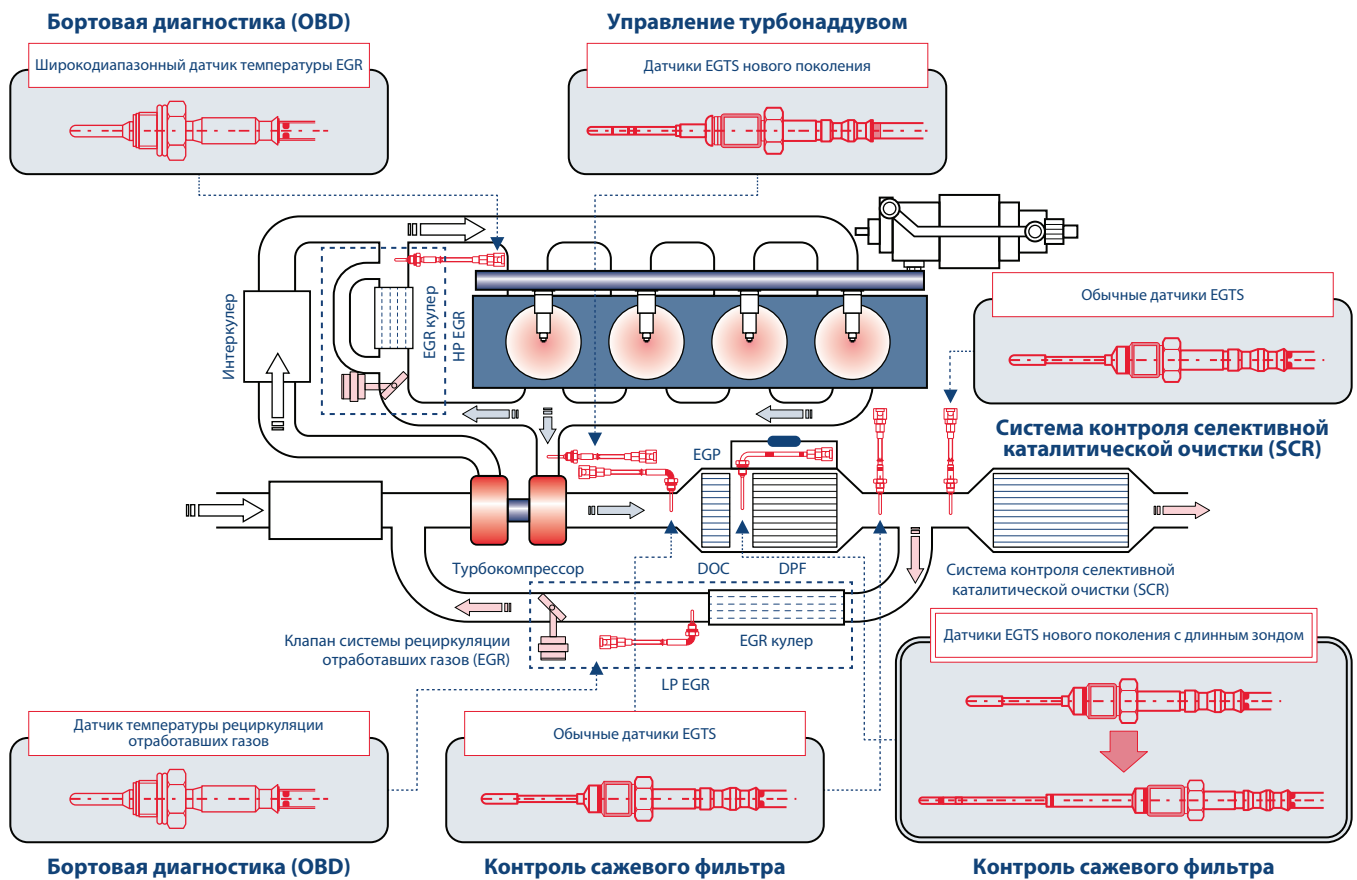 Бортовая диагностика (OBD)
Широкодиапазонный датчик температуры EGR
Управление турбонаддувом
Датчики EGTS нового поколения
Интеркулер
EGR кулер
HP EGR
Обычные датчики EGTS
Система контроля селективной
каталитической очистки (SCR)
EGP
Турбокомпрессор
DOC
DPF
Система контроля селективной
каталитической очистки (SCR)
Клапан системы рециркуляции
отработавших газов (EGR)
EGR кулер
LP EGR
Датчик температуры рециркуляции
отработавших газов
Бортовая диагностика (OBD)
Обычные датчики EGTS
Контроль сажевого фильтра
Датчики EGTS нового поколения с длинным зондом
Контроль сажевого фильтра